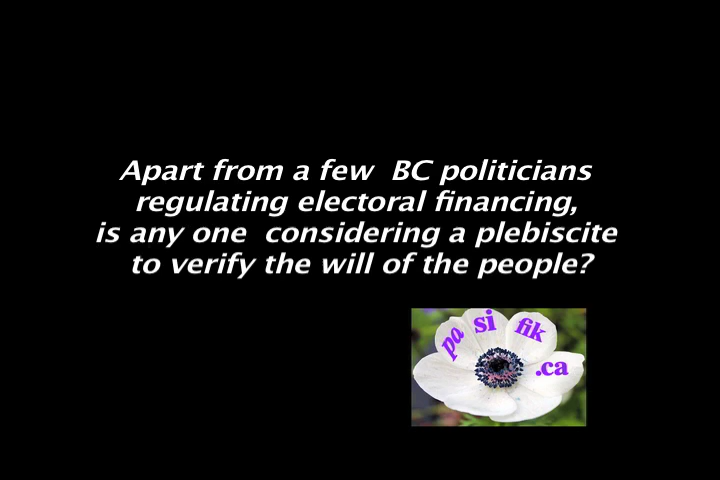 Apart from a few  BC politicians
regulating electoral financing,
is any one  considering a plebiscite
to verify the will of the people?
pa si fik
.ca